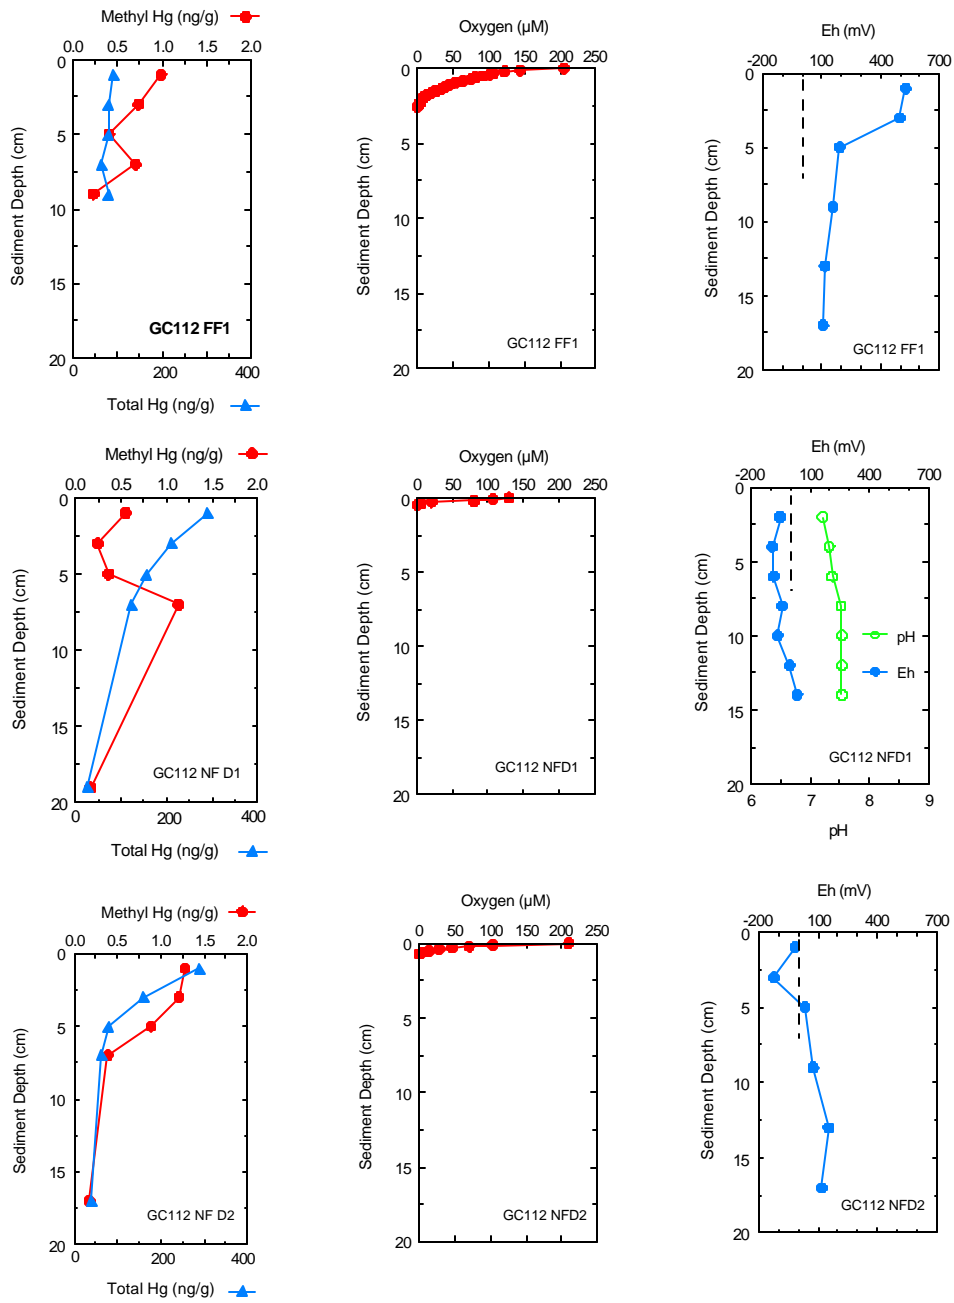 Methyl Hg (ng/g)
0.0 0.5 1.0 1.5 2.0
0
5
10
15
20
Sediment Depth (cm)
GC112 FF1
0 200 400
Total Hg (ng/g)
Oxygen (µM)
0 50 100 150 200 250
0
5
10
15
20
Sediment Depth (cm)
GC112 FF1
Eh (mV)
-200 100 400 700
0
5
10
15
20
Sediment Depth (cm)
GC112 FF1
Methyl Hg (ng/g)
0.0 0.5 1.0 1.5 2.0
0
5
10
15
20
Sediment Depth (cm)
GC112 NF D1
0 200 400
Total Hg (ng/g)
Oxygen (µM)
0 50 100 150 200 250
0
5
10
15
20
Sediment Depth (cm)
GC112 NFD1
Eh (mV)
-200 100 400 700
0
5
10
15
20
Sediment Depth (cm)
pH
Eh
GC112 NFD1
6 7 8 9
pH
Methyl Hg (ng/g)
0.0 0.5 1.0 1.5 2.0
0
5
10
15
20
Sediment Depth (cm)
GC112 NF D2
0 200 400
Total Hg (ng/g)
Oxygen (µM)
0 50 100 150 200 250
0
5
10
15
20
Sediment Depth (cm)
GC112 NFD2
Eh (mV)
-200 100 400 700
0
5
10
15
20
Sediment Depth (cm)
GC112 NFD2